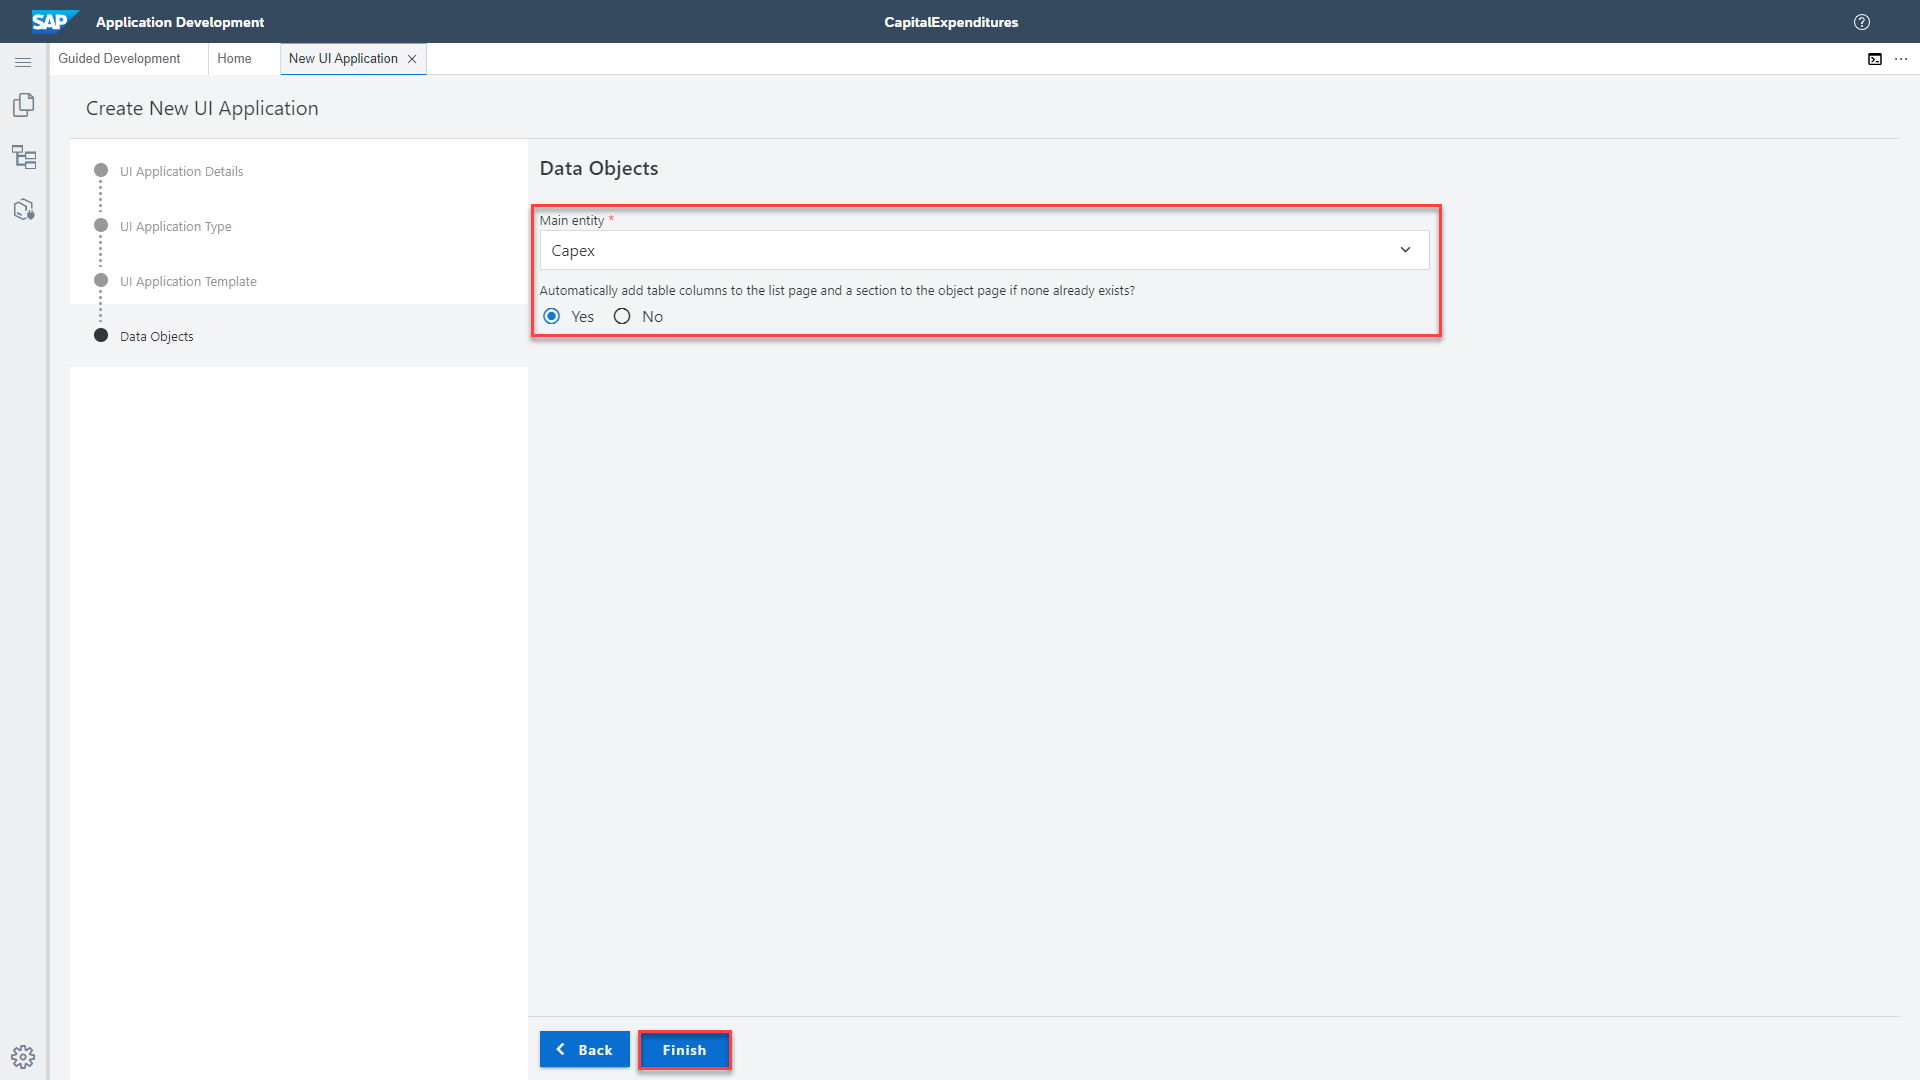 SAP Application Development
CapitalExpenditures
Guided Development
Home
New UI Application
Create New UI Application
UI Application Details
UI Application Type
UI Application Template
Data Objects
Data Objects
Main entity *
Capex
Automatically add table columns to the list page and a section to the object page if none already exists?
Yes No
Back
Finish